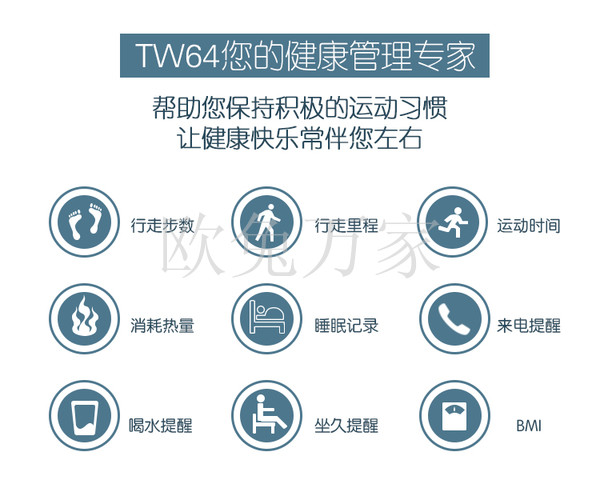 TW64您的健康管理专家
帮助您保持积极的运动习惯
让健康快乐常伴您左右
行走步数
行走里程
运动时间
欧兔万家
消耗热量
睡眠记录
来电提醒
喝水提醒
坐久提醒
BMI